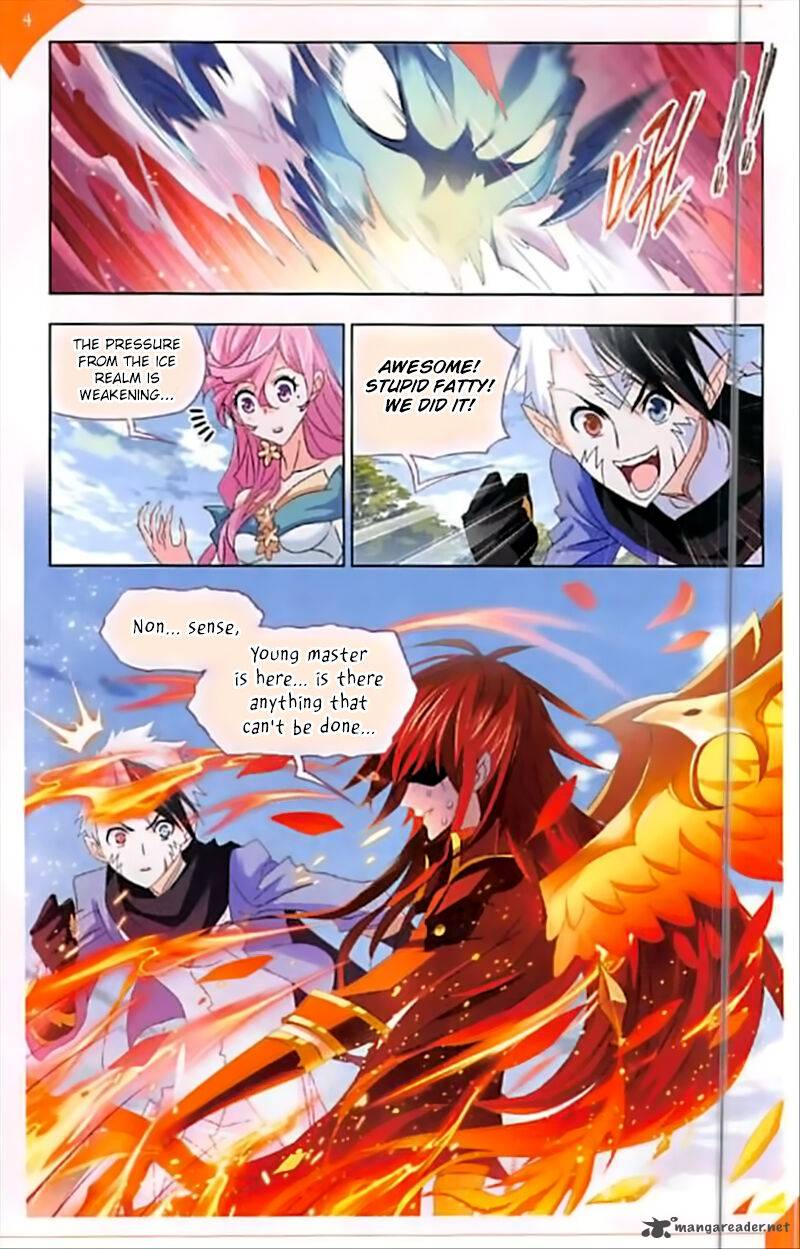 4
吼!!
THE PRESSURE
FROM THE ICE
REALM IS
WEAKENING...
AWESOME!
STUPID FATTY!
WE DID IT!
Non... sense,
Young master
is here... is there
anything that
can't be done...
mangareader.net